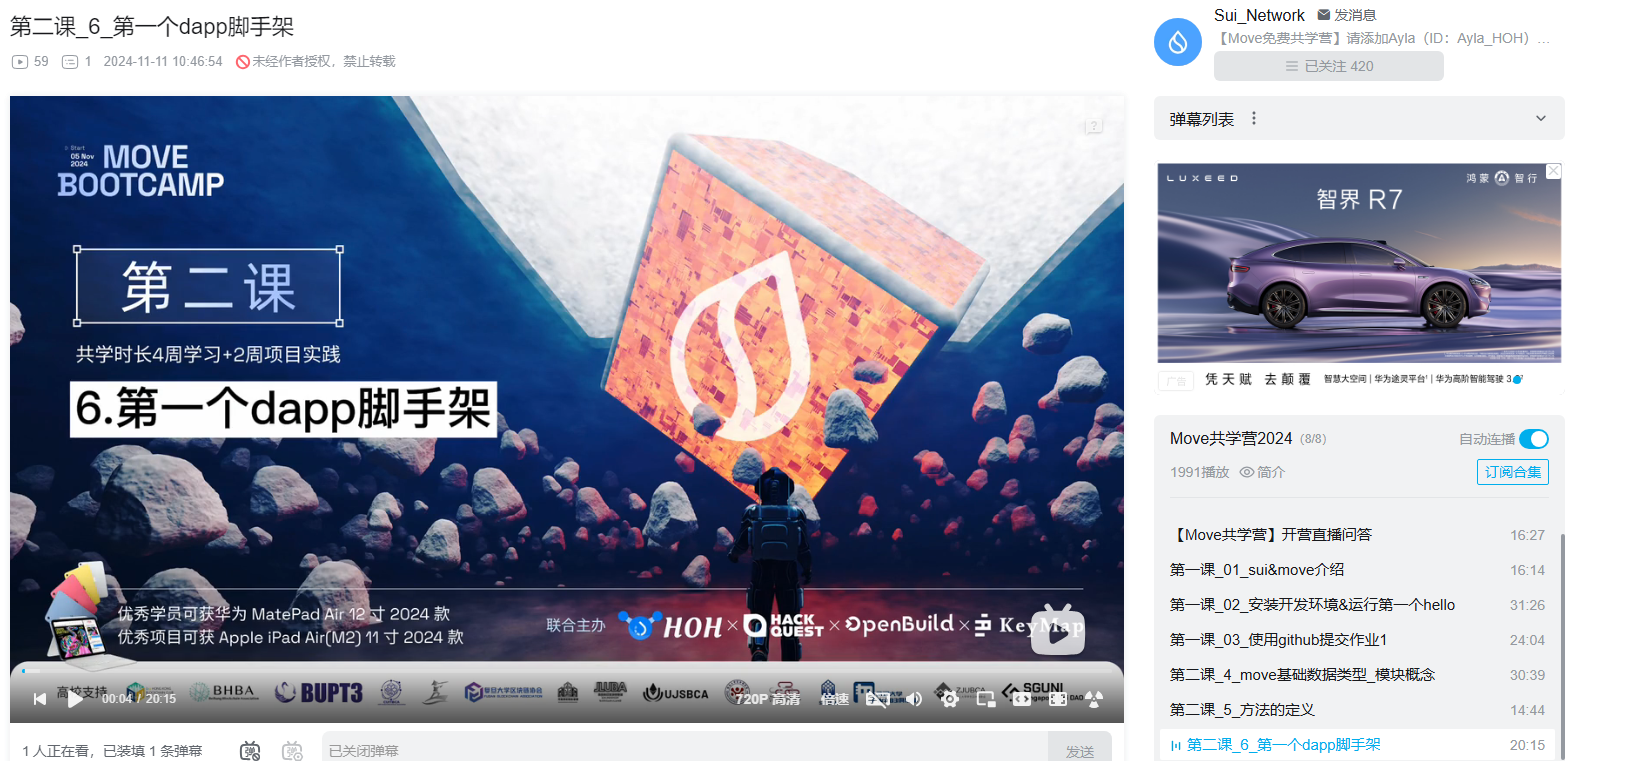 第二课_6_第一个dapp脚手架
59 1 2024-11-11 10:46:54 未经作者授权，禁止转载
Start
05 Nov
2024
MOVE
BOOTCAMP
第二课
共学时长4周学习+2周项目实践
6.第一个dapp脚手架
优秀学员可获华为 MatePad Air 12 寸 2024 款
优秀项目可获 Apple iPad Air(M2) 11 寸 2024 款
联合主办 HOH × HACK QUEST × OpenBuild × KeyMap
高校支持 BHBA BUPT3 UJSBCA
00:04 / 20:15 720P 高清 倍速
1 人正在看，已装填 1 条弹幕 已关闭弹幕 发送
Sui_Network 发消息
【Move免费共学营】请添加Ayla（ID：Ayla_HOH）...
已关注 420
弹幕列表
LUXEED 鸿蒙智行
智界 R7
广告 凭天赋 去颠覆 智慧大空间 | 华为途灵平台 | 华为高阶智能驾驶 3.0
Move共学营2024 (8/8) 自动连播
1991播放 简介 订阅合集
【Move共学营】开营直播问答 16:27
第一课_01_sui&move介绍 16:14
第一课_02_安装开发环境&运行第一个hello 31:26
第一课_03_使用github提交作业1 24:04
第二课_4_move基础数据类型_模块概念 30:39
第二课_5_方法的定义 14:44
第二课_6_第一个dapp脚手架 20:15